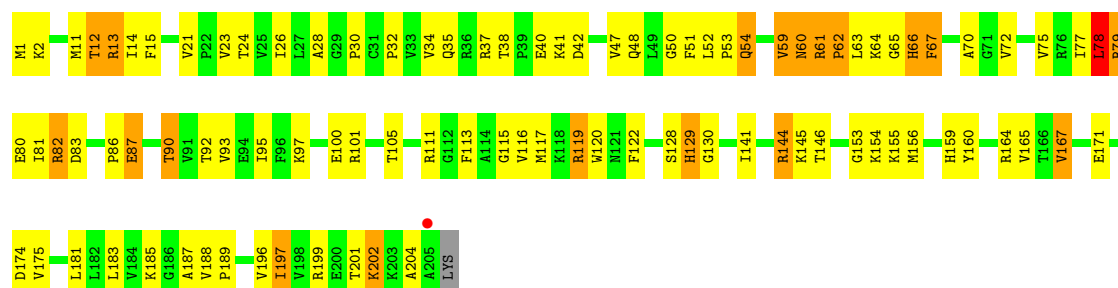 M1 K2 M11 T12 R13 I14 F15 V21 P22 V23 T24 V25 I26 L27 A28 G29 P30 C31 P32 V33 V34 Q35 R36 R37 T38 P39 E40 K41 D42 V47 Q48 L49 G50 F51 L52 P53 Q54 V59 N60 R61 P62 L63 K64 G65 H66 F67 A70 G71 V72 V75 R76 I77 L78 R79
E80 I81 R82 D83 P86 E87 T90 V91 T92 V93 E94 I95 F96 K97 E100 R101 T105 R111 G112 F113 A114 G115 V116 M117 K118 R119 W120 N121 F122 S128 H129 G130 I141 R144 K145 T146 G153 K154 K155 M156 H159 Y160 R164 V165 T166 V167 E171
D174 V175 L181 L182 L183 V184 K185 G186 A187 V188 P189 V196 I197 V198 R199 E200 T201 K202 K203 A204 A205 LYS